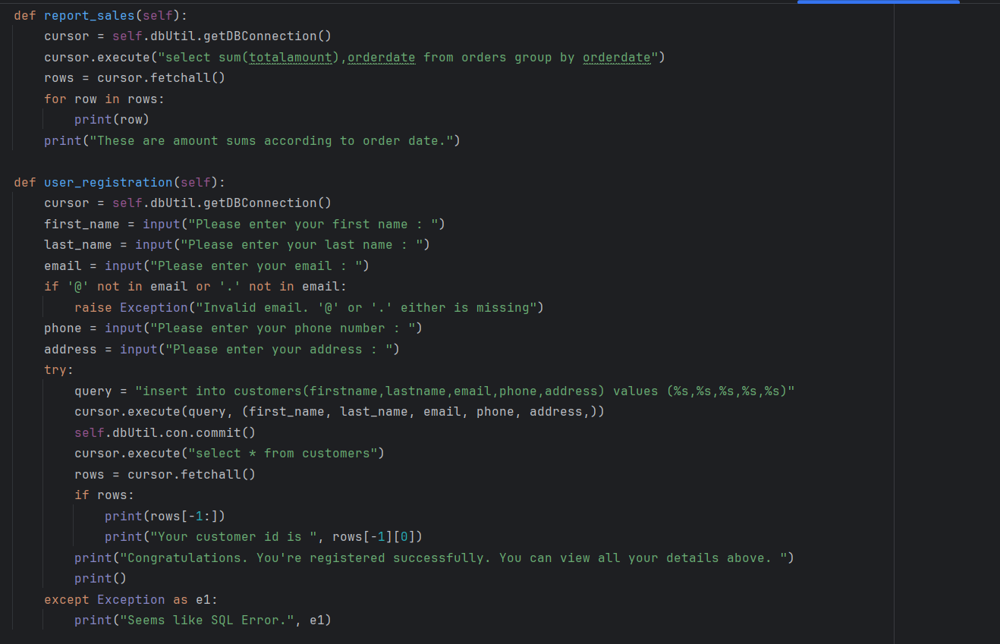 def report_sales(self):
    cursor = self.dbUtil.getDBConnection()
    cursor.execute("select sum(totalamount),orderdate from orders group by orderdate")
    rows = cursor.fetchall()
    for row in rows:
        print(row)
    print("These are amount sums according to order date.")

def user_registration(self):
    cursor = self.dbUtil.getDBConnection()
    first_name = input("Please enter your first name : ")
    last_name = input("Please enter your last name : ")
    email = input("Please enter your email : ")
    if '@' not in email or '.' not in email:
        raise Exception("Invalid email. '@' or '.' either is missing")
    phone = input("Please enter your phone number : ")
    address = input("Please enter your address : ")
    try:
        query = "insert into customers(firstname,lastname,email,phone,address) values (%s,%s,%s,%s,%s)"
        cursor.execute(query, (first_name, last_name, email, phone, address,))
        self.dbUtil.con.commit()
        cursor.execute("select * from customers")
        rows = cursor.fetchall()
        if rows:
            print(rows[-1:])
            print("Your customer id is ", rows[-1][0])
        print("Congratulations. You're registered successfully. You can view all your details above. ")
        print()
    except Exception as e1:
        print("Seems like SQL Error.", e1)